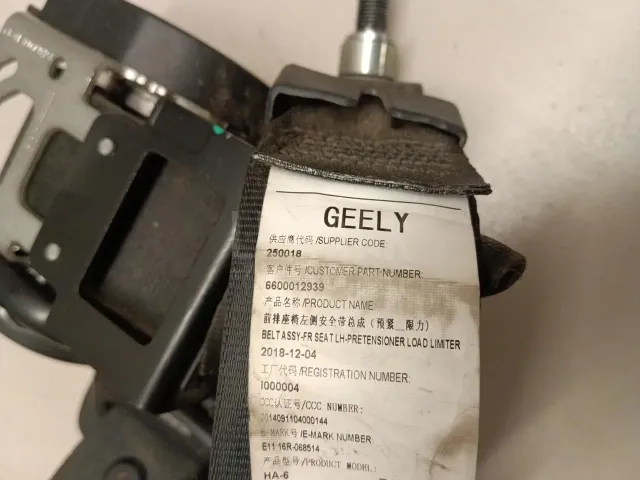 GEELY
供应商代码/SUPPLIER CODE:
250018
客户件号/CUSTOMER PART NUMBER:
6600012939
产品名称/PRODUCT NAME:
前排座椅左侧安全带总成(预紧__限力)
BELT ASSY-FR SEAT LH-PRETENSIONER LOAD LIMITER
2018-12-04
工厂代码/REGISTRATION NUMBER:
I000004
CCC认证号/CCC NUMBER:
2014091104000144
E-MARK号/E-MARK NUMBER:
E11 16R-068514
产品型号/PRODUCT MODEL:
HA-6